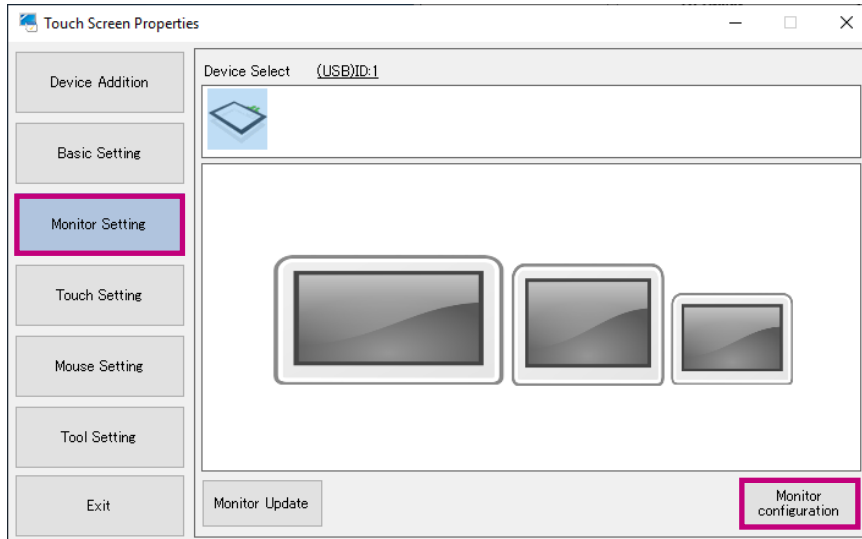 Touch Screen Properties
Device Addition
Basic Setting
Monitor Setting
Touch Setting
Mouse Setting
Tool Setting
Exit
Device Select (USB)ID:1
Monitor Update
Monitor
configuration